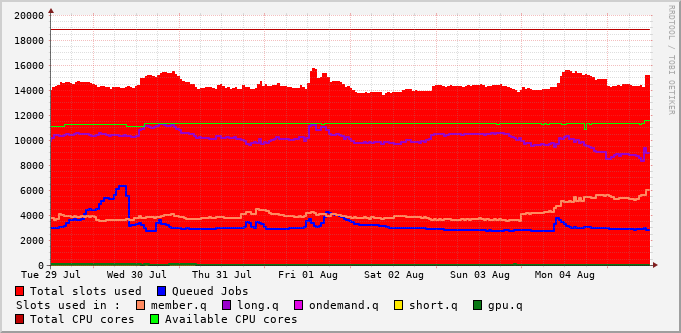 20000
18000
16000
14000
12000
10000
8000
6000
4000
2000
0
Tue 29 Jul Wed 30 Jul Thu 31 Jul Fri 01 Aug Sat 02 Aug Sun 03 Aug Mon 04 Aug
Total slots used Queued Jobs
Slots used in : member.q long.q ondemand.q short.q gpu.q
Total CPU cores Available CPU cores
RRDTOOL / TOBI OETIKER